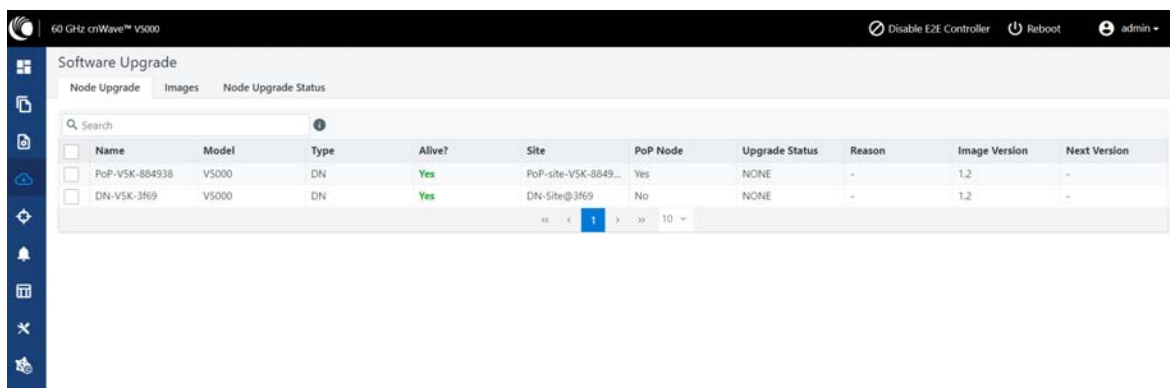 60 GHz cnWave™ V5000 Disable E2E Controller Reboot admin
Software Upgrade
Node Upgrade Images Node Upgrade Status
Search
Name Model Type Alive? Site PoP Node Upgrade Status Reason Image Version Next Version
PoP-V5K-884938 V5000 DN Yes PoP-site-V5K-8849... Yes NONE - 1.2 -
DN-V5K-3f69 V5000 DN Yes DN-Site@3f69 No NONE - 1.2 -
« ‹ 1 › » 10